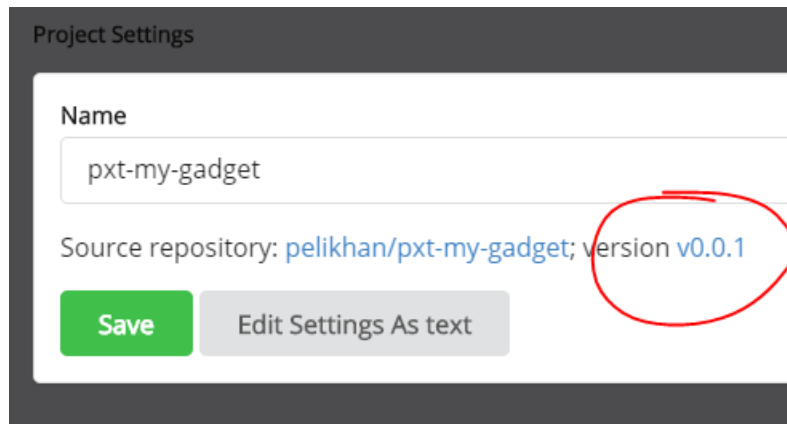 Project Settings
Name
pxt-my-gadget
Source repository: pelikhan/pxt-my-gadget; version v0.0.1
Save
Edit Settings As text